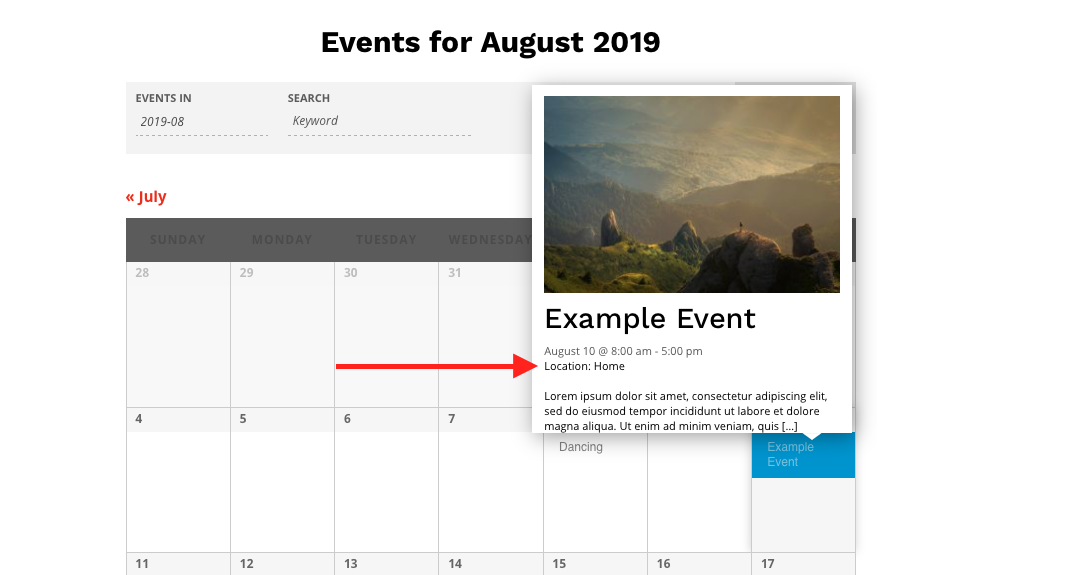 Events for August 2019
EVENTS IN
SEARCH
2019-08
Keyword
« July
SUNDAY
MONDAY
TUESDAY
WEDNESDAY
28
29
30
31
Example Event
August 10 @ 8:00 am - 5:00 pm
Location: Home
Lorem ipsum dolor sit amet, consectetur adipiscing elit,
sed do eiusmod tempor incididunt ut labore et dolore
magna aliqua. Ut enim ad minim veniam, quis [...]
4
5
6
7
Dancing
Example
Event
11
12
13
14
15
16
17